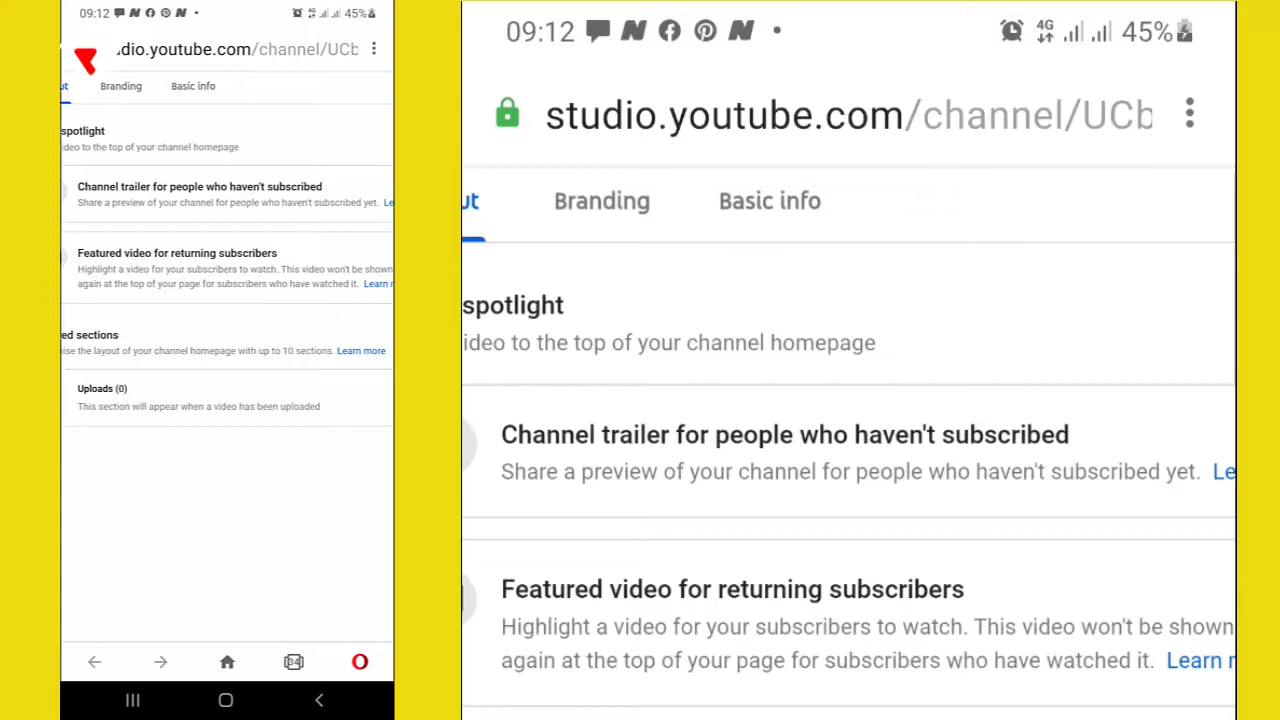 09:12 45%
.dio.youtube.com/channel/UCb
ut Branding Basic info
spotlight
ideo to the top of your channel homepage
Channel trailer for people who haven't subscribed
Share a preview of your channel for people who haven't subscribed yet. Le
Featured video for returning subscribers
Highlight a video for your subscribers to watch. This video won't be shown
again at the top of your page for subscribers who have watched it. Learn r
ed sections
ise the layout of your channel homepage with up to 10 sections. Learn more
Uploads (0)
This section will appear when a video has been uploaded
34
09:12 4G 45%
studio.youtube.com/channel/UCb
ut Branding Basic info
spotlight
ideo to the top of your channel homepage
Channel trailer for people who haven't subscribed
Share a preview of your channel for people who haven't subscribed yet. Le
Featured video for returning subscribers
Highlight a video for your subscribers to watch. This video won't be shown
again at the top of your page for subscribers who have watched it. Learn r